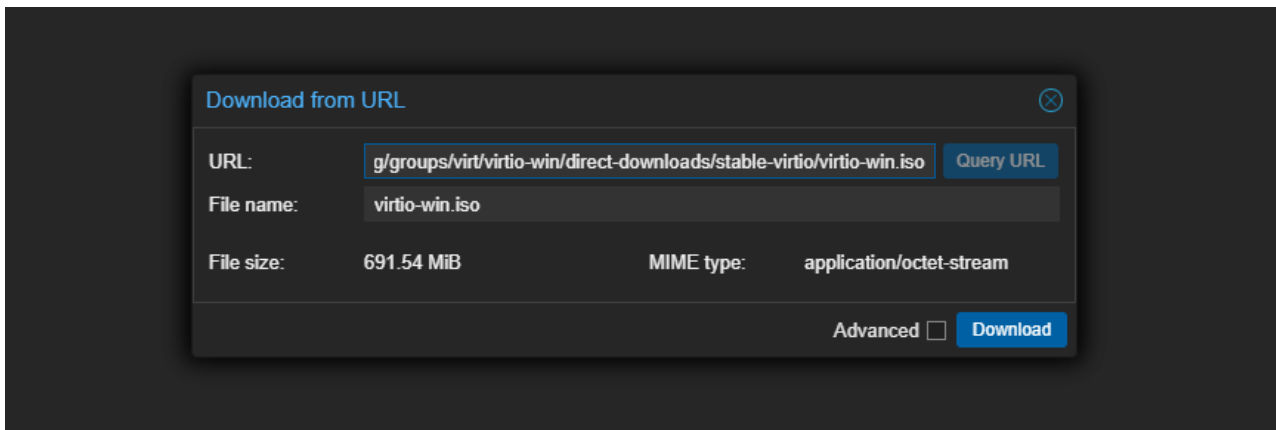 Download from URL
URL: g/groups/virt/virtio-win/direct-downloads/stable-virtio/virtio-win.iso Query URL
File name: virtio-win.iso
File size: 691.54 MiB MIME type: application/octet-stream
Advanced Download